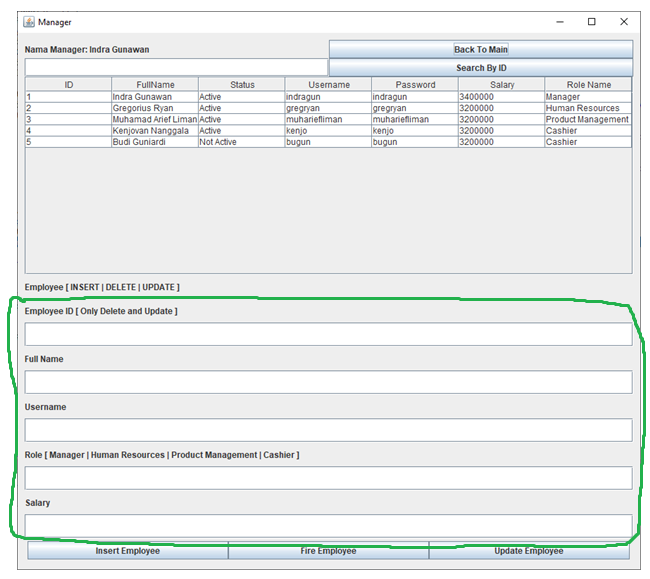 Manager
Nama Manager: Indra Gunawan
Back To Main
Search By ID
ID FullName Status Username Password Salary Role Name
1 Indra Gunawan Active indragun indragun 3400000 Manager
2 Gregorius Ryan Active gregryan gregryan 3200000 Human Resources
3 Muhamad Arief Liman Active muhariefliman muhariefliman 3200000 Product Management
4 Kenjovan Nanggala Active kenjo kenjo 3200000 Cashier
5 Budi Guniardi Not Active bugun bugun 3200000 Cashier
Employee [ INSERT | DELETE | UPDATE ]
Employee ID [ Only Delete and Update ]
Full Name
Username
Role [ Manager | Human Resources | Product Management | Cashier ]
Salary
Insert Employee Fire Employee Update Employee